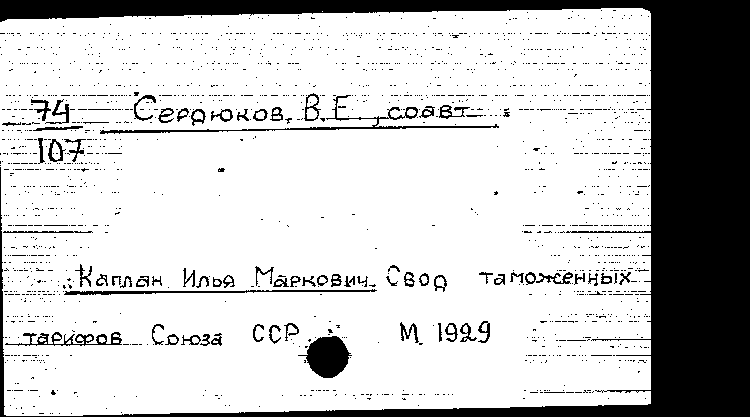 74 Сердюков, В.Е., соавт.
107
Каплан Илья Маркович. Свод таможенных
тарифов Союза ССР. М. 1929